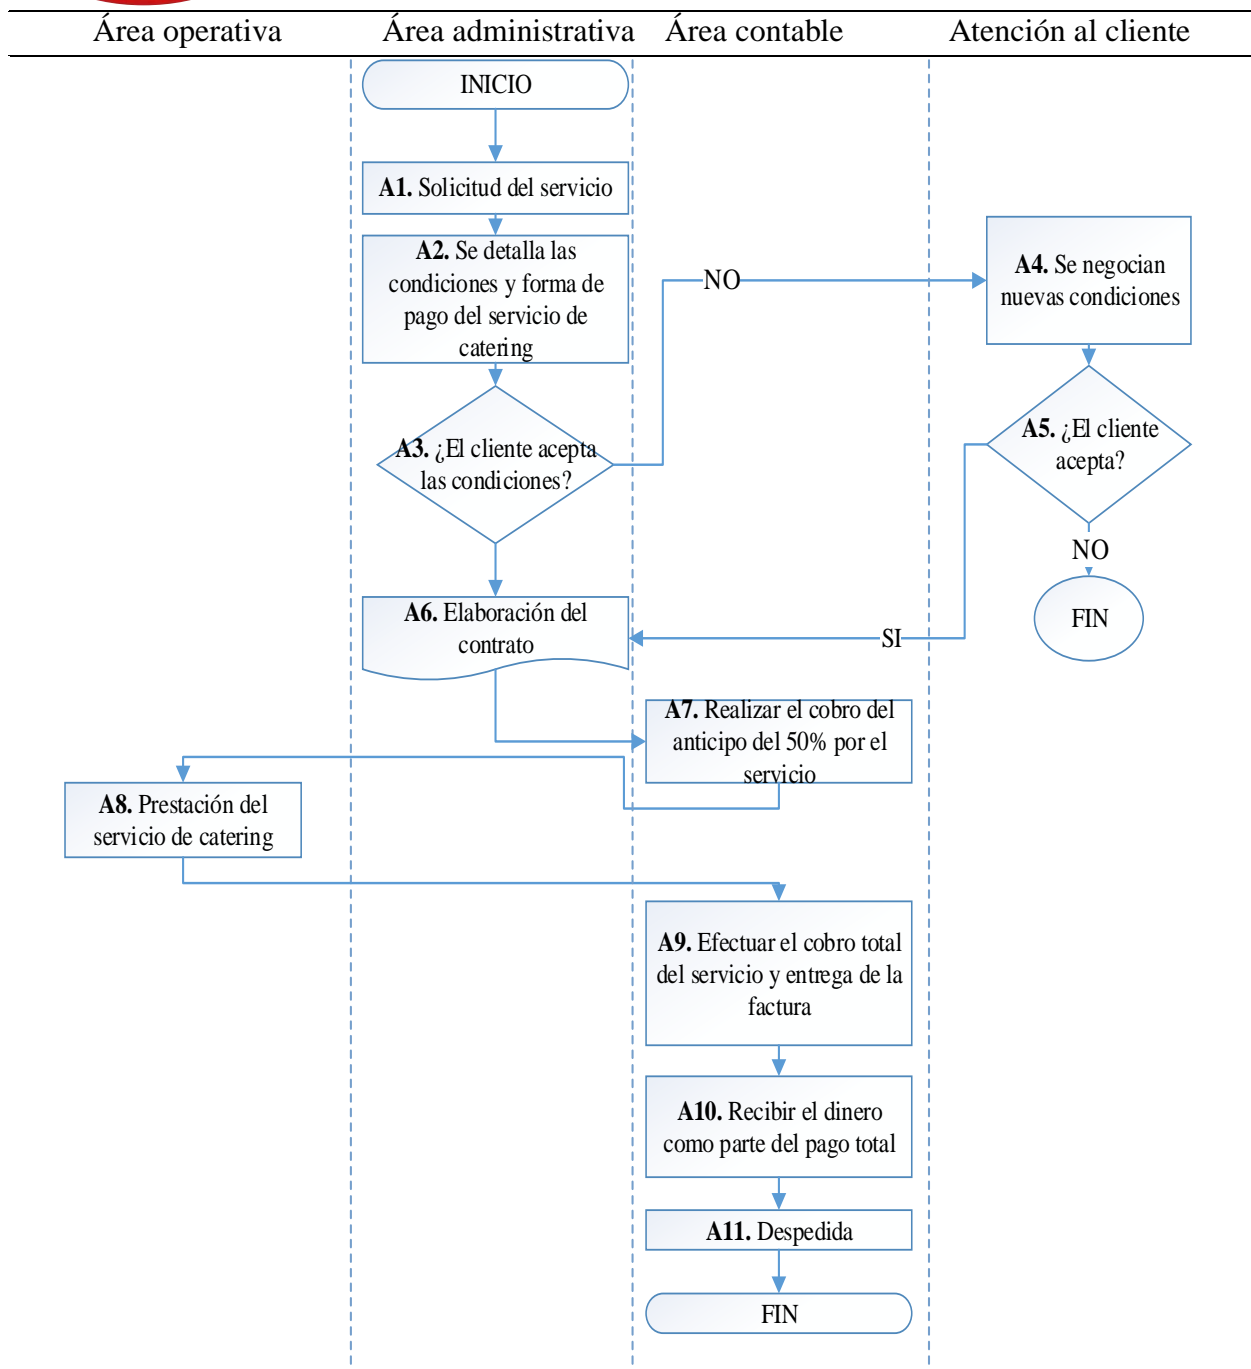 Área operativa
Área administrativa
Área contable
Atención al cliente
INICIO
A1. Solicitud del servicio
A2. Se detalla las
condiciones y forma de
pago del servicio de
catering
NO
A4. Se negocian
nuevas condiciones
A3. ¿El cliente acepta
las condiciones?
A5. ¿El cliente
acepta?
NO
FIN
A6. Elaboración del
contrato
SI
A7. Realizar el cobro del
anticipo del 50% por el
servicio
A8. Prestación del
servicio de catering
A9. Efectuar el cobro total
del servicio y entrega de la
factura
A10. Recibir el dinero
como parte del pago total
A11. Despedida
FIN